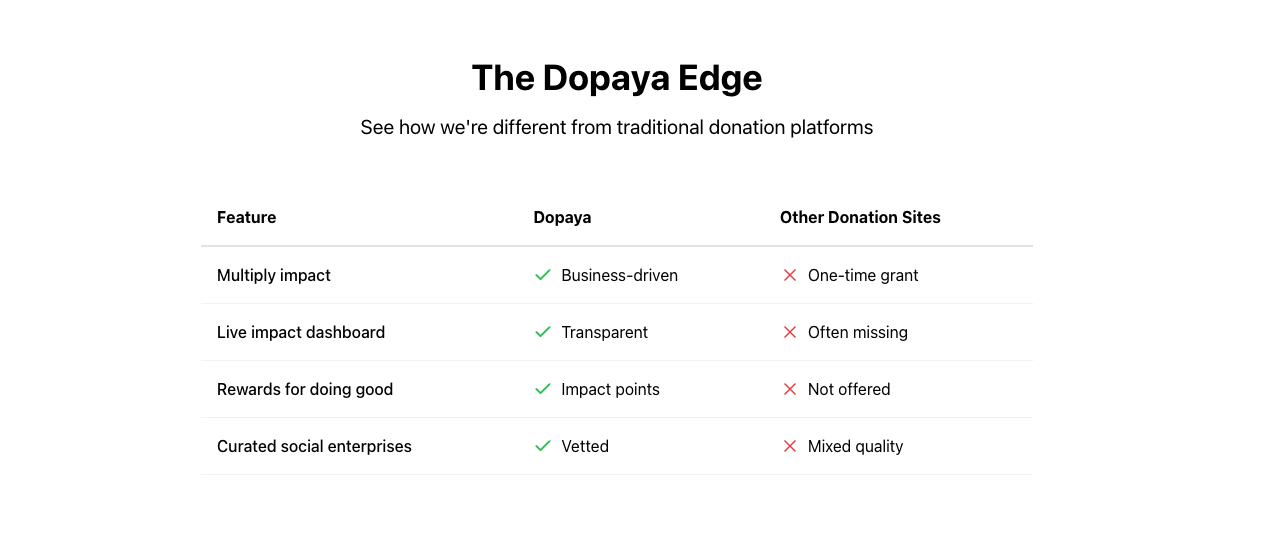 The Dopaya Edge
See how we're different from traditional donation platforms
Feature Dopaya Other Donation Sites
Multiply impact Business-driven One-time grant
Live impact dashboard Transparent Often missing
Rewards for doing good Impact points Not offered
Curated social enterprises Vetted Mixed quality